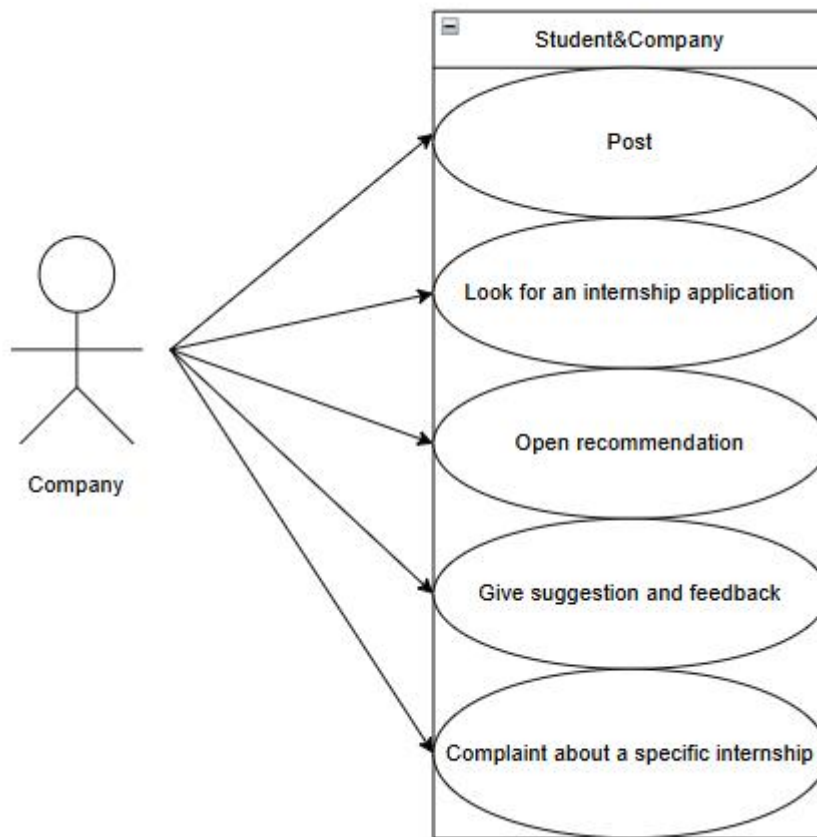 Student&Company
Post
Look for an internship application
Open recommendation
Company
Give suggestion and feedback
Complaint about a specific internship